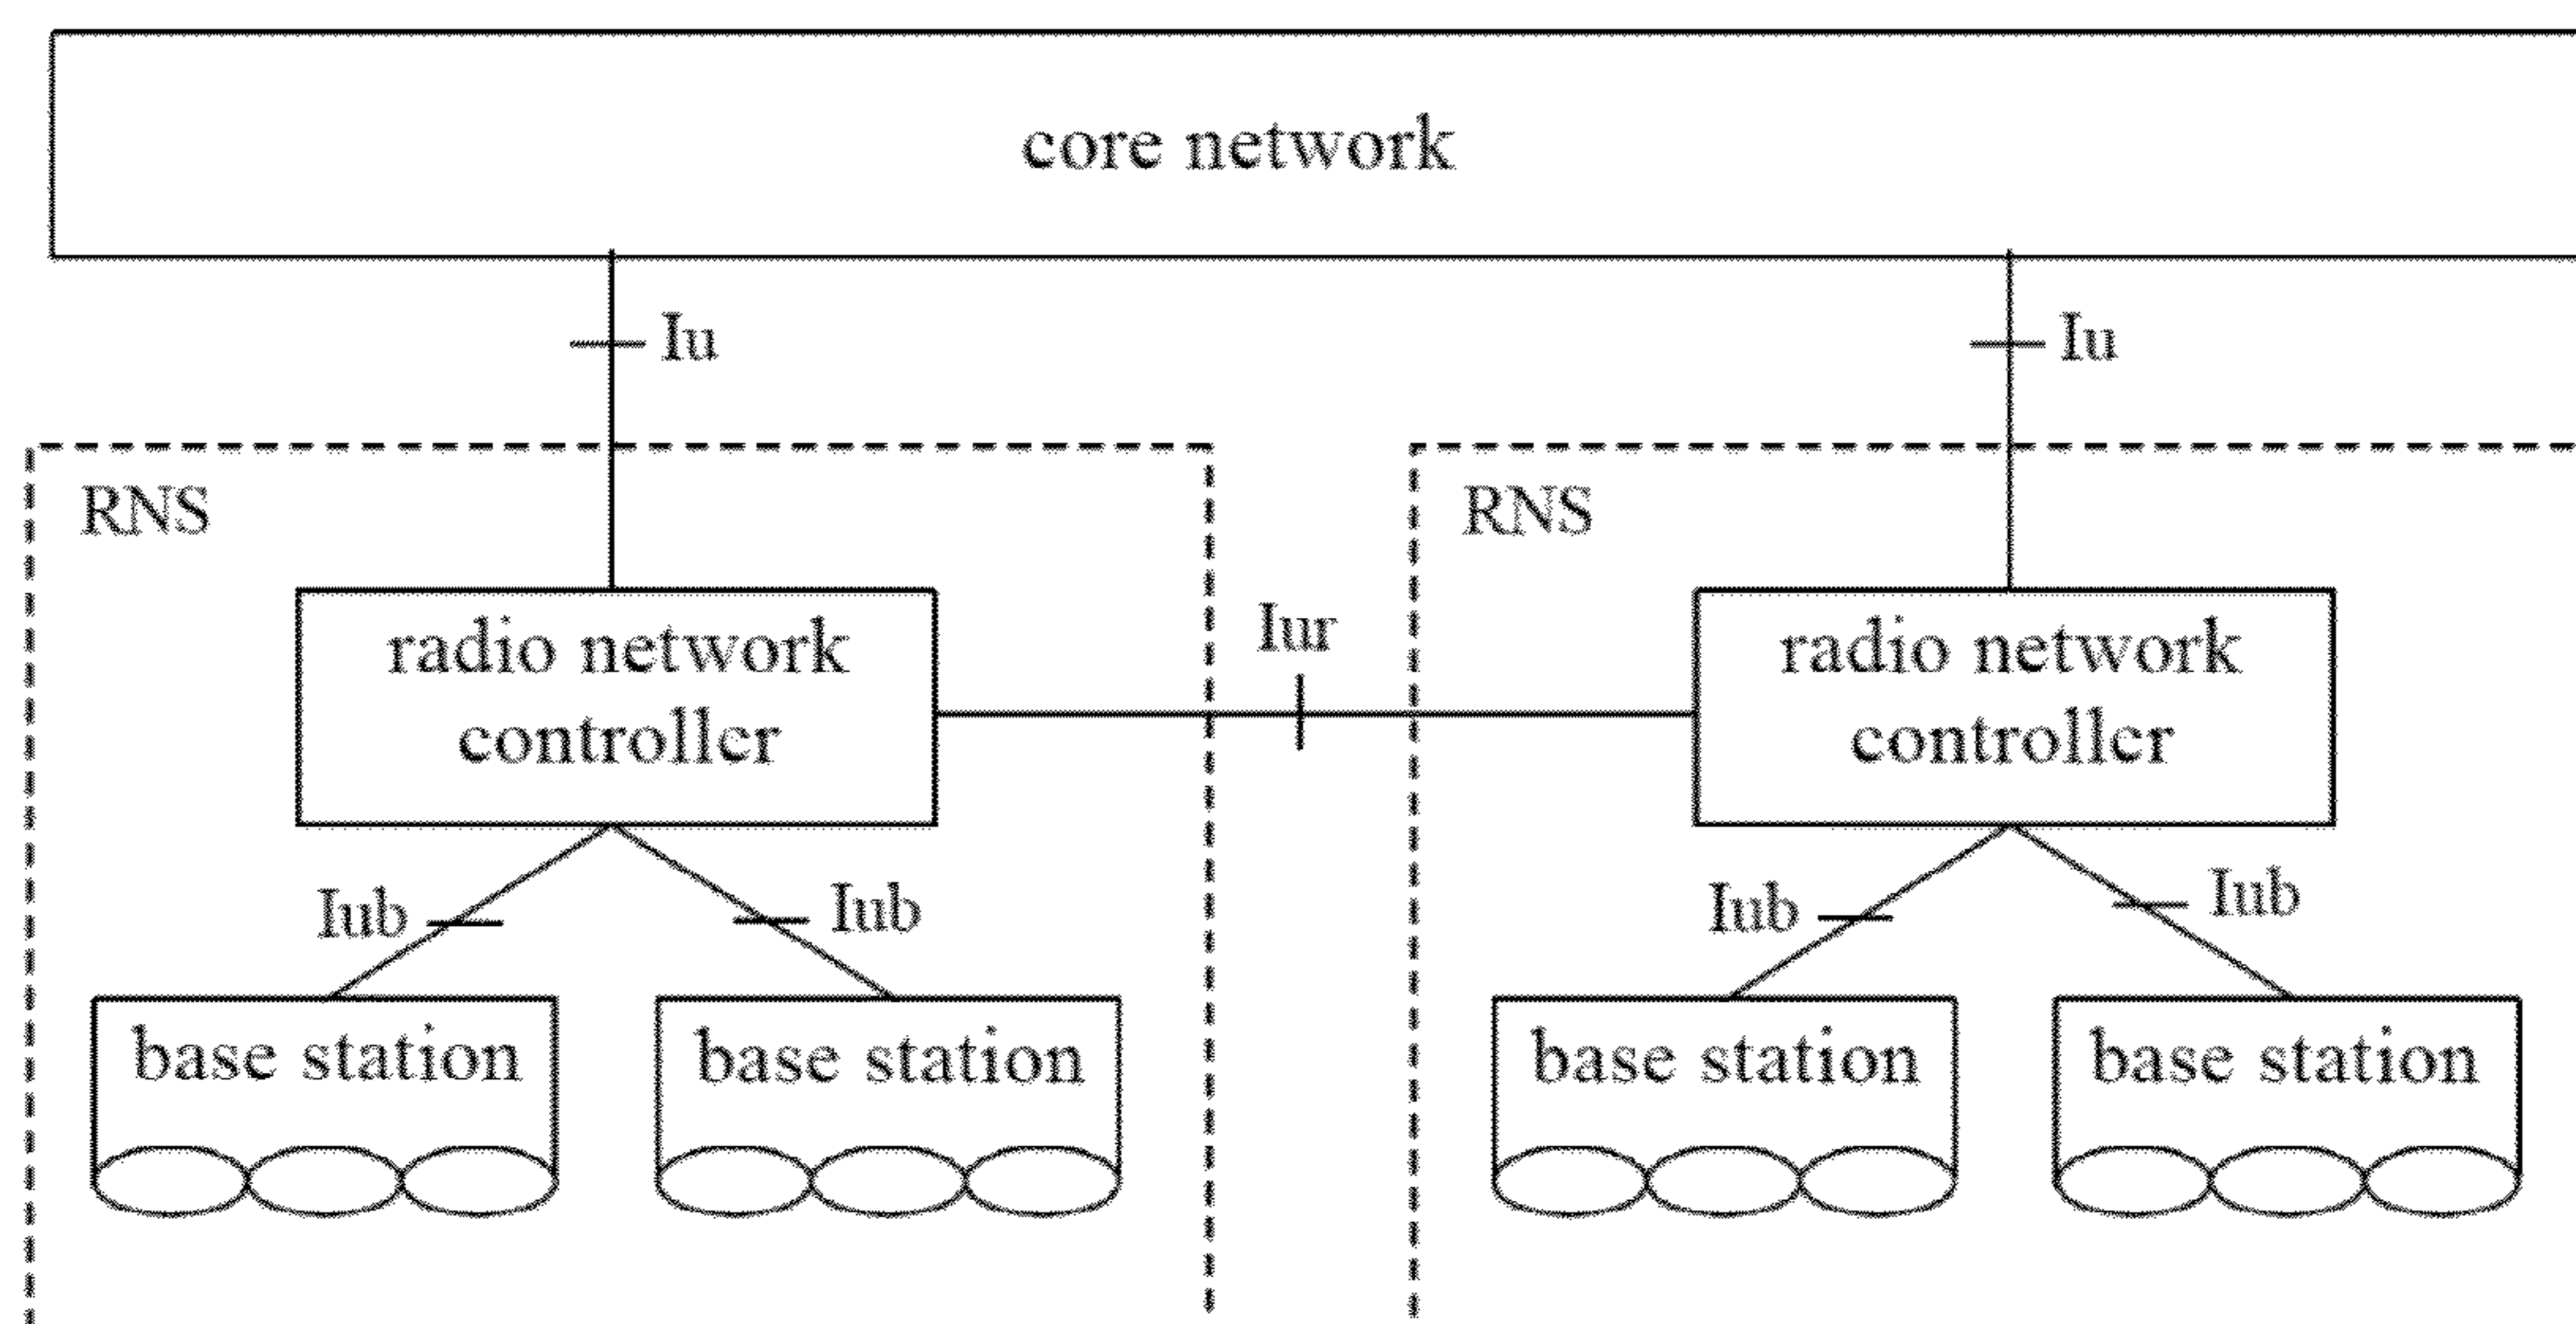 core network
Iu
Iu
RNS
RNS
radio network
controller
Iur
radio network
controller
Iub
Iub
Iub
Iub
base station
base station
base station
base station